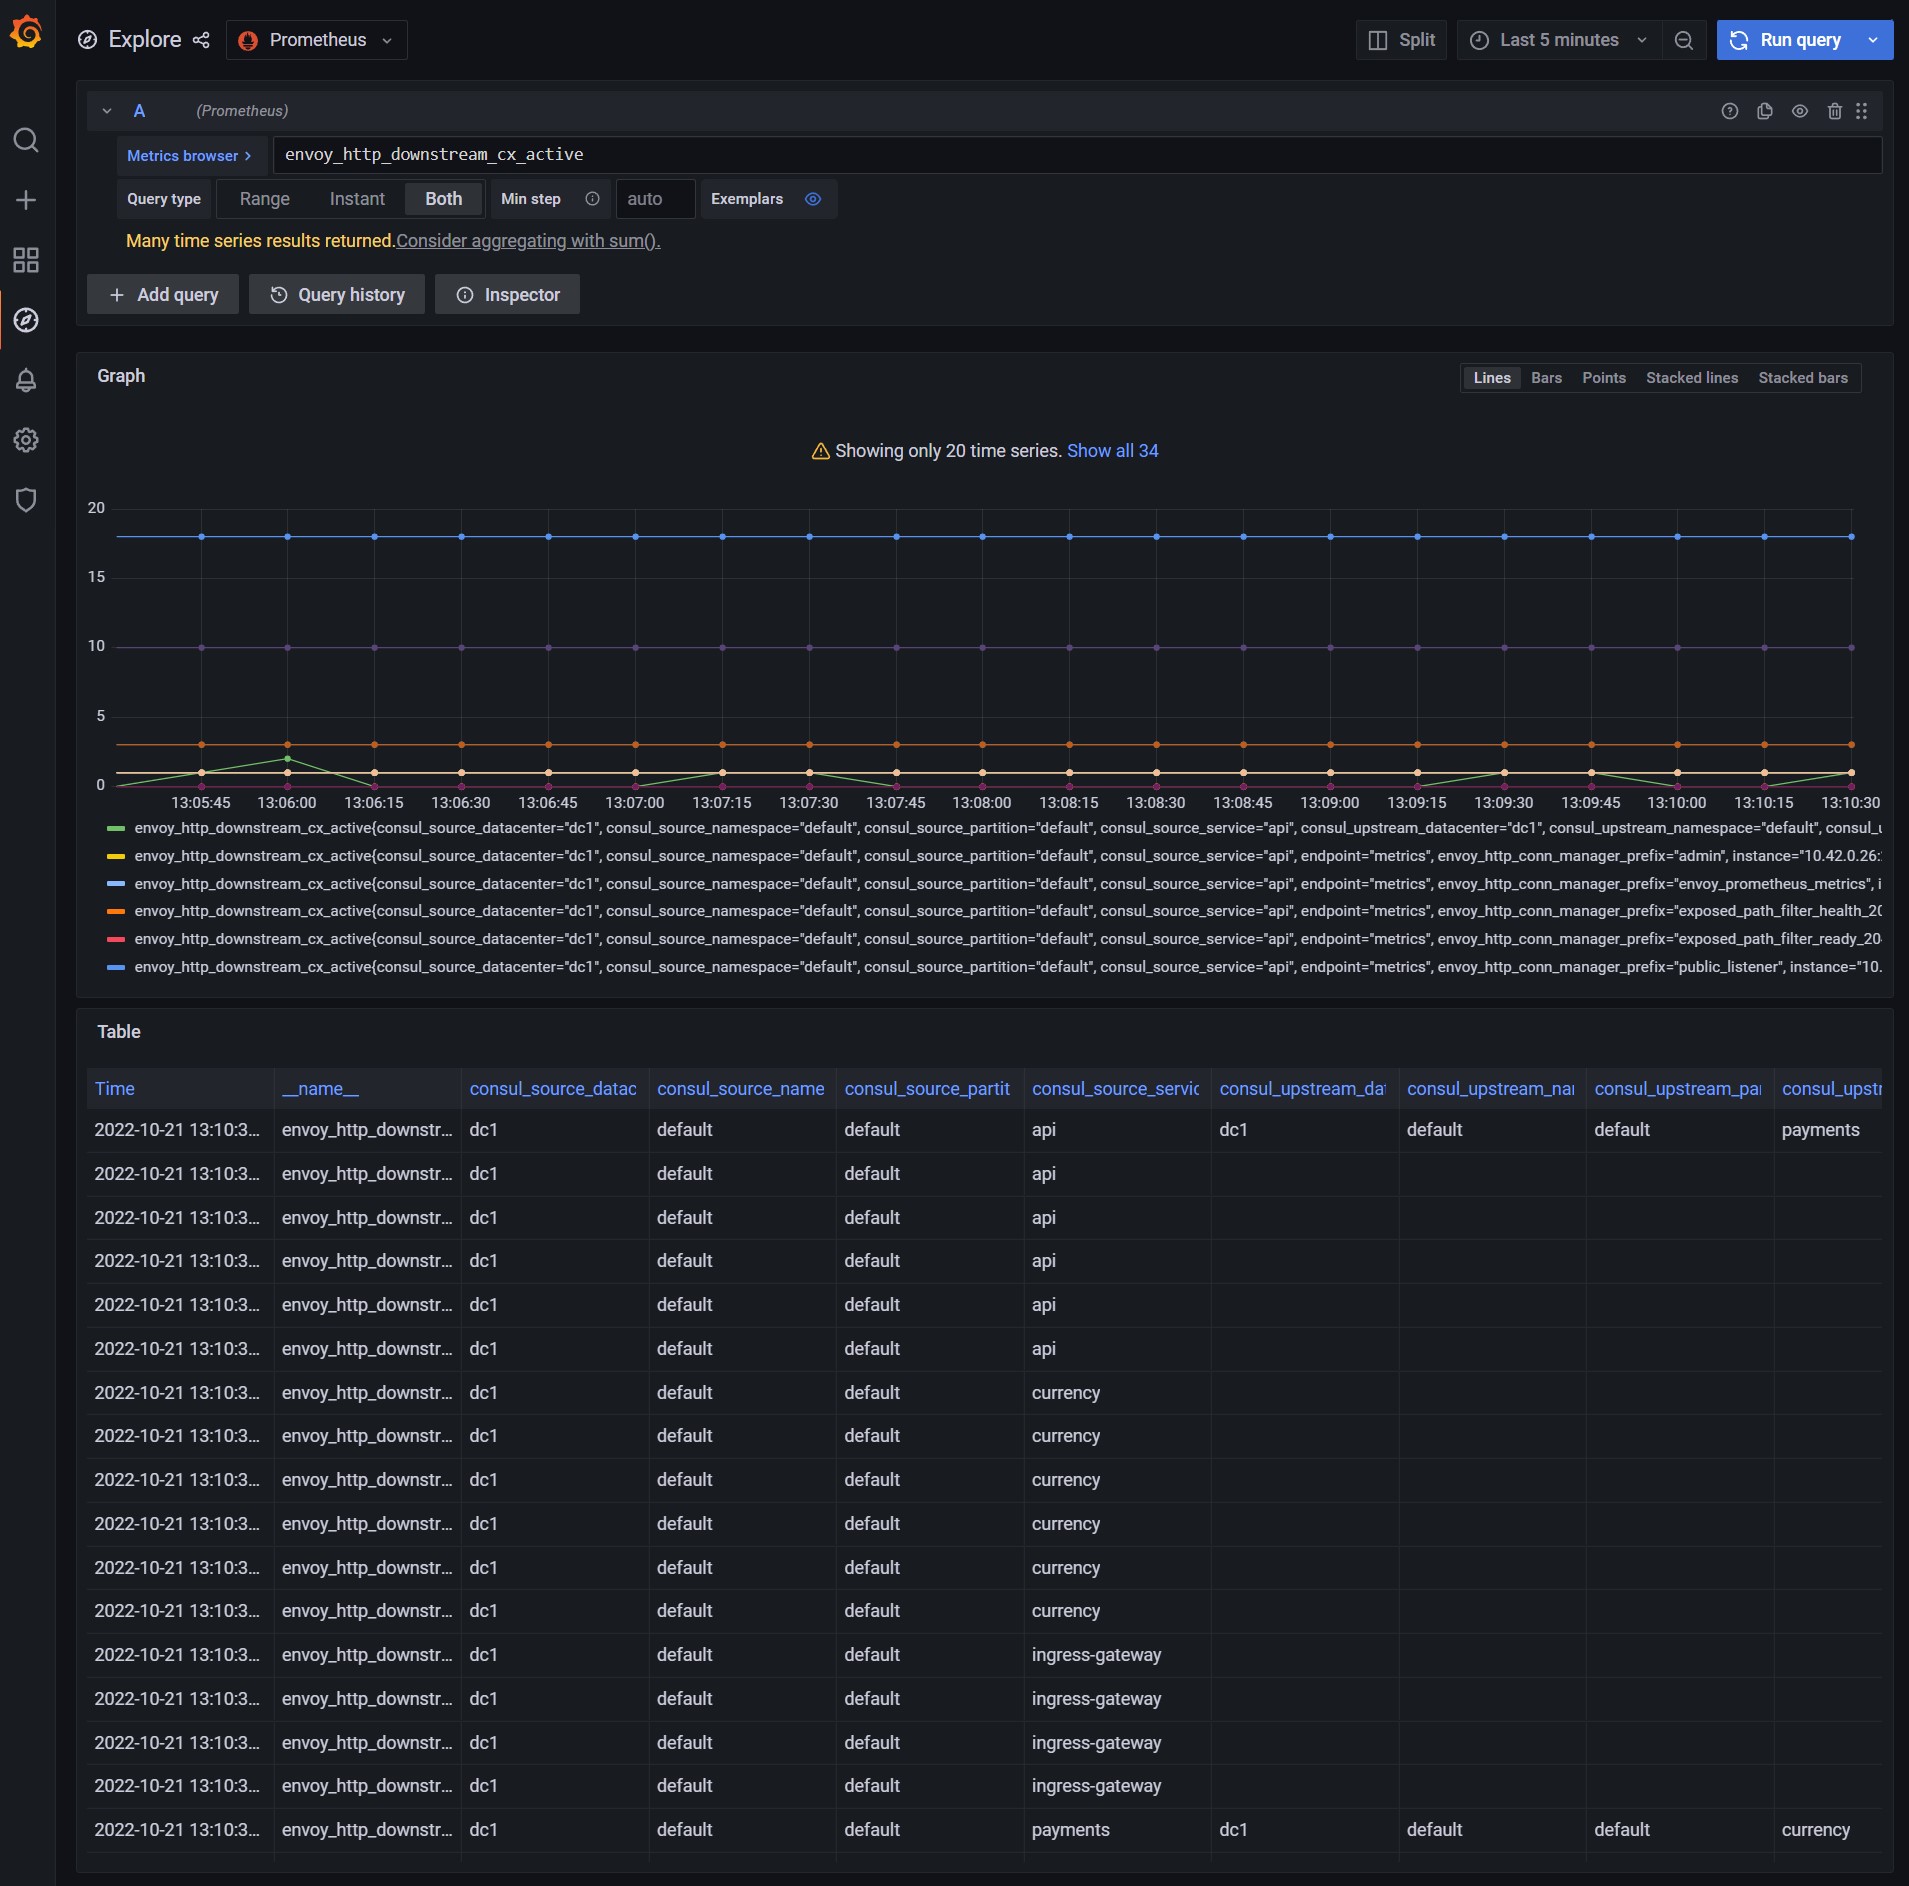 Explore Prometheus Split Last 5 minutes Run query
A (Prometheus)
Metrics browser > envoy_http_downstream_cx_active
Query type Range Instant Both Min step auto Exemplars
Many time series results returned.Consider aggregating with sum().
+ Add query Query history Inspector
Graph Lines Bars Points Stacked lines Stacked bars
Showing only 20 time series. Show all 34
20
15
10
5
0
13:05:45 13:06:00 13:06:15 13:06:30 13:06:45 13:07:00 13:07:15 13:07:30 13:07:45 13:08:00 13:08:15 13:08:30 13:08:45 13:09:00 13:09:15 13:09:30 13:09:45 13:10:00 13:10:15 13:10:30
envoy_http_downstream_cx_active{consul_source_datacenter="dc1", consul_source_namespace="default", consul_source_partition="default", consul_source_service="api", consul_upstream_datacenter="dc1", consul_upstream_namespace="default", consul_u
envoy_http_downstream_cx_active{consul_source_datacenter="dc1", consul_source_namespace="default", consul_source_partition="default", consul_source_service="api", endpoint="metrics", envoy_http_conn_manager_prefix="admin", instance="10.42.0.26:
envoy_http_downstream_cx_active{consul_source_datacenter="dc1", consul_source_namespace="default", consul_source_partition="default", consul_source_service="api", endpoint="metrics", envoy_http_conn_manager_prefix="envoy_prometheus_metrics", i
envoy_http_downstream_cx_active{consul_source_datacenter="dc1", consul_source_namespace="default", consul_source_partition="default", consul_source_service="api", endpoint="metrics", envoy_http_conn_manager_prefix="exposed_path_filter_health_20
envoy_http_downstream_cx_active{consul_source_datacenter="dc1", consul_source_namespace="default", consul_source_partition="default", consul_source_service="api", endpoint="metrics", envoy_http_conn_manager_prefix="exposed_path_filter_ready_20
envoy_http_downstream_cx_active{consul_source_datacenter="dc1", consul_source_namespace="default", consul_source_partition="default", consul_source_service="api", endpoint="metrics", envoy_http_conn_manager_prefix="public_listener", instance="10.
Table
Time __name__ consul_source_datac consul_source_name consul_source_partit consul_source_servic consul_upstream_dat consul_upstream_nar consul_upstream_pa consul_upstr
2022-10-21 13:10:3... envoy_http_downstr... dc1 default default api dc1 default default payments
2022-10-21 13:10:3... envoy_http_downstr... dc1 default default api
2022-10-21 13:10:3... envoy_http_downstr... dc1 default default api
2022-10-21 13:10:3... envoy_http_downstr... dc1 default default api
2022-10-21 13:10:3... envoy_http_downstr... dc1 default default api
2022-10-21 13:10:3... envoy_http_downstr... dc1 default default api
2022-10-21 13:10:3... envoy_http_downstr... dc1 default default currency
2022-10-21 13:10:3... envoy_http_downstr... dc1 default default currency
2022-10-21 13:10:3... envoy_http_downstr... dc1 default default currency
2022-10-21 13:10:3... envoy_http_downstr... dc1 default default currency
2022-10-21 13:10:3... envoy_http_downstr... dc1 default default currency
2022-10-21 13:10:3... envoy_http_downstr... dc1 default default currency
2022-10-21 13:10:3... envoy_http_downstr... dc1 default default ingress-gateway
2022-10-21 13:10:3... envoy_http_downstr... dc1 default default ingress-gateway
2022-10-21 13:10:3... envoy_http_downstr... dc1 default default ingress-gateway
2022-10-21 13:10:3... envoy_http_downstr... dc1 default default ingress-gateway
2022-10-21 13:10:3... envoy_http_downstr... dc1 default default payments dc1 default default currency